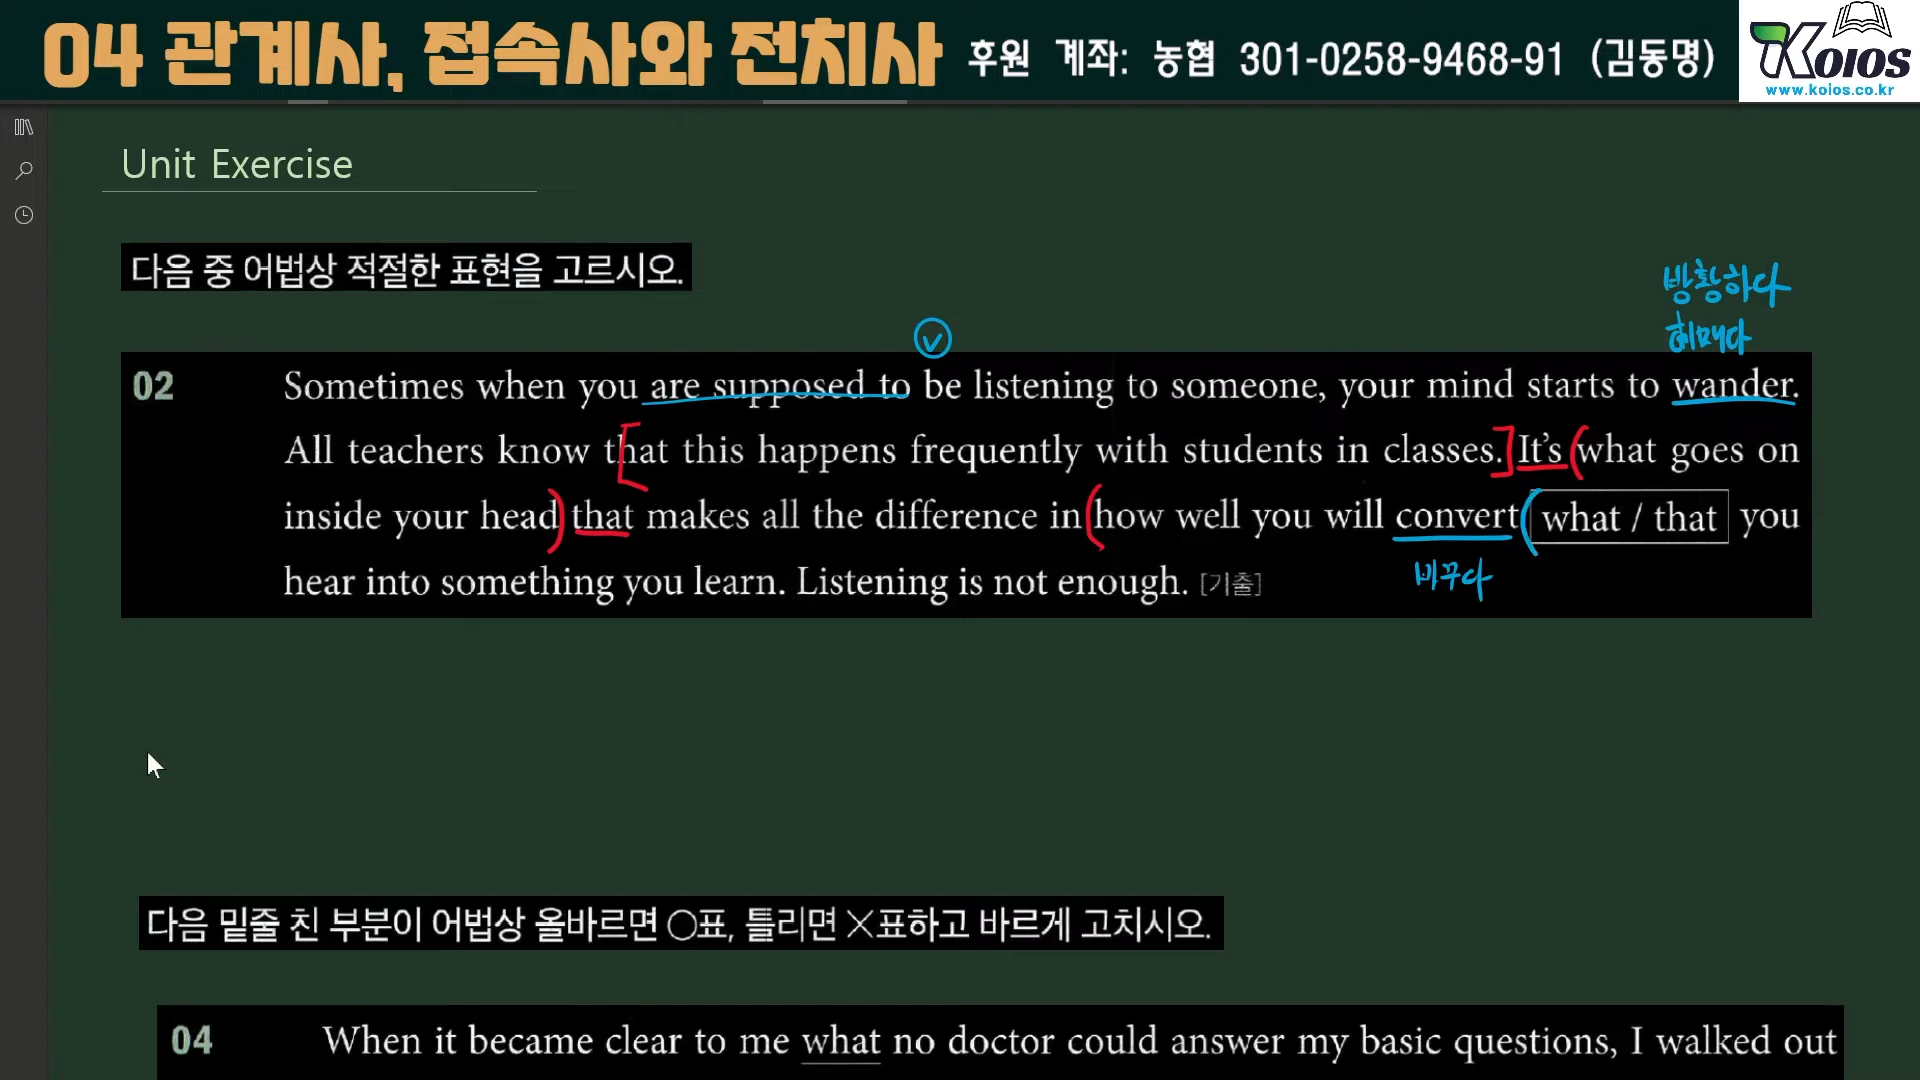 04 관계사, 접속사와 전치사 후원 계좌: 농협 301-0258-9468-91 (김동명)
KOIOS
www.koios.co.kr
Unit Exercise
다음 중 어법상 적절한 표현을 고르시오.
방황하다
헤매다
02 Sometimes when you are supposed to be listening to someone, your mind starts to wander.
All teachers know that this happens frequently with students in classes. It's what goes on
inside your head that makes all the difference in how well you will convert what / that you
바꾸다
hear into something you learn. Listening is not enough. [기출]
다음 밑줄 친 부분이 어법상 올바르면 ○표, 틀리면 ×표하고 바르게 고치시오.
04 When it became clear to me what no doctor could answer my basic questions, I walked out